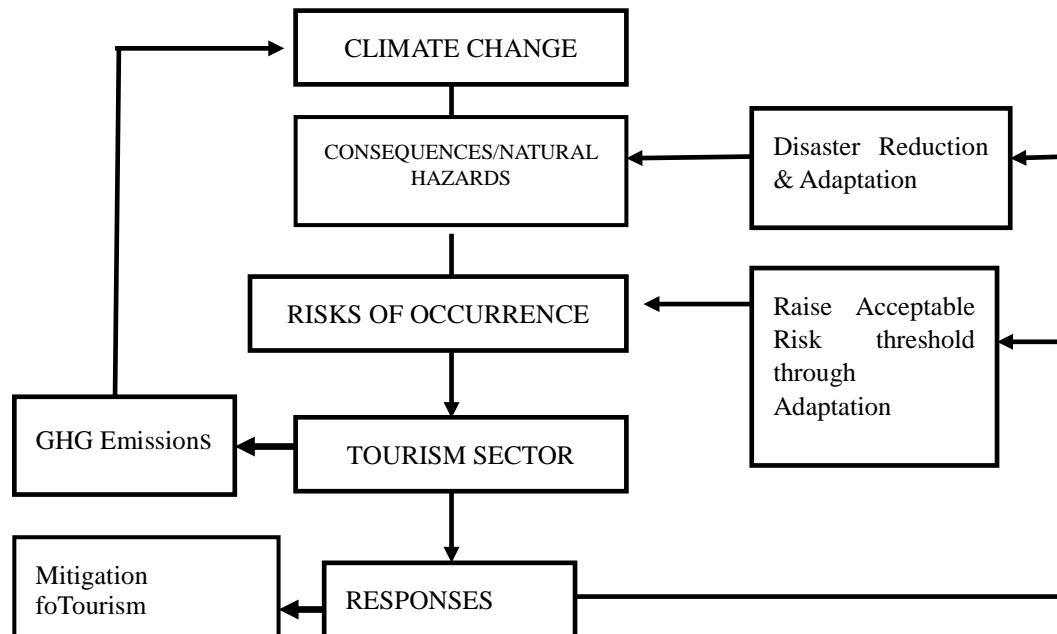 CLIMATE CHANGE
CONSEQUENCES/NATURAL
HAZARDS
Disaster Reduction
& Adaptation
RISKS OF OCCURRENCE
Raise Acceptable
Risk threshold
through
Adaptation
GHG Emissions
TOURISM SECTOR
Mitigation
foTourism
RESPONSES